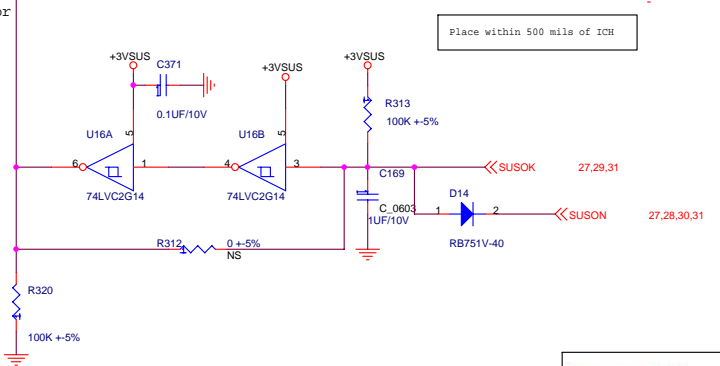 or
Place within 500 mils of ICH
+3VSUS
C371
+3VSUS
+3VSUS
0.1UF/10V
R313
100K +-5%
U16A
5
U16B
5
6
1
4
3
74LVC2G14
74LVC2G14
C169
C_0603
1UF/10V
SUSOK
27,29,31
D14
1
2
SUSON
27,28,30,31
RB751V-40
R312
0 +-5%
NS
R320
100K +-5%